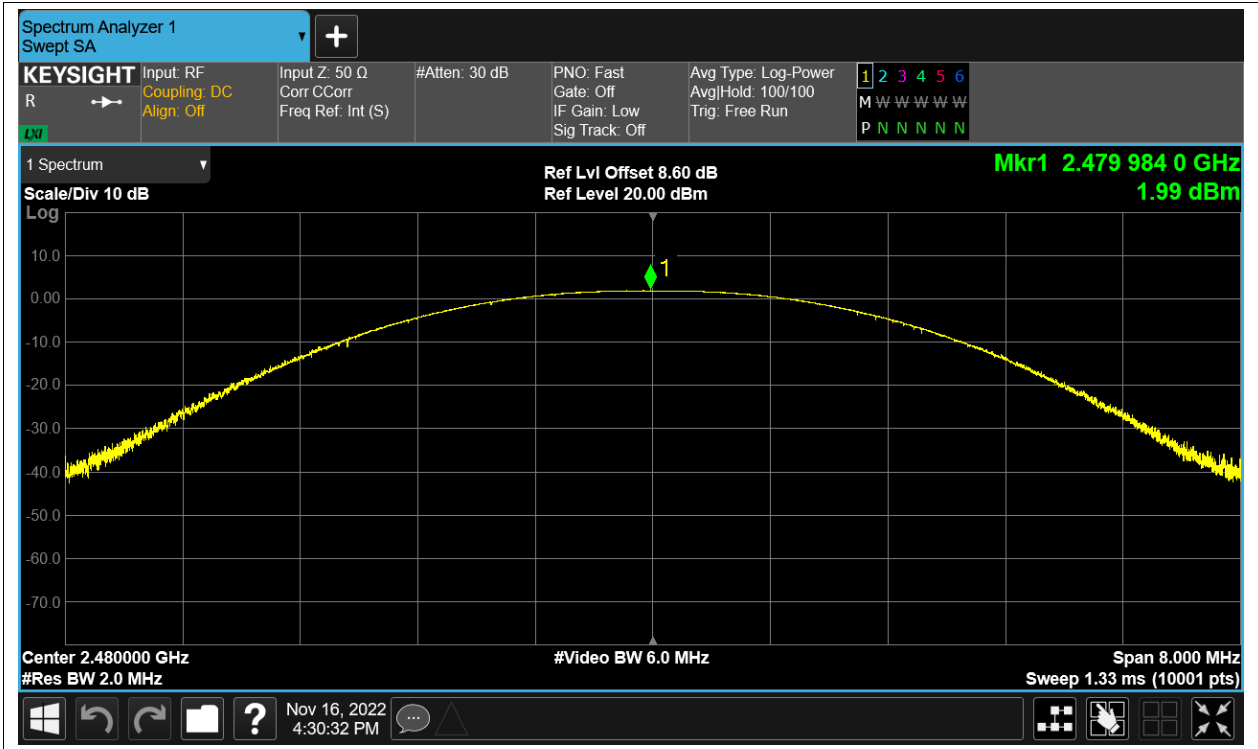 Spectrum Analyzer 1
Swept SA
+
KEYSIGHT
R
LXI
Input: RF
Coupling: DC
Align: Off
Input Z: 50 Ω
Corr CCorr
Freq Ref: Int (S)
#Atten: 30 dB
PNO: Fast
Gate: Off
IF Gain: Low
Sig Track: Off
Avg Type: Log-Power
Avg|Hold: 100/100
Trig: Free Run
1 2 3 4 5 6
M W W W W W
P N N N N N
1 Spectrum
Scale/Div 10 dB
Log
Ref Lvl Offset 8.60 dB
Ref Level 20.00 dBm
Mkr1 2.479 984 0 GHz
1.99 dBm
1
10.0
0.00
-10.0
-20.0
-30.0
-40.0
-50.0
-60.0
-70.0
Center 2.480000 GHz
#Res BW 2.0 MHz
#Video BW 6.0 MHz
Span 8.000 MHz
Sweep 1.33 ms (10001 pts)
?
Nov 16, 2022
4:30:32 PM